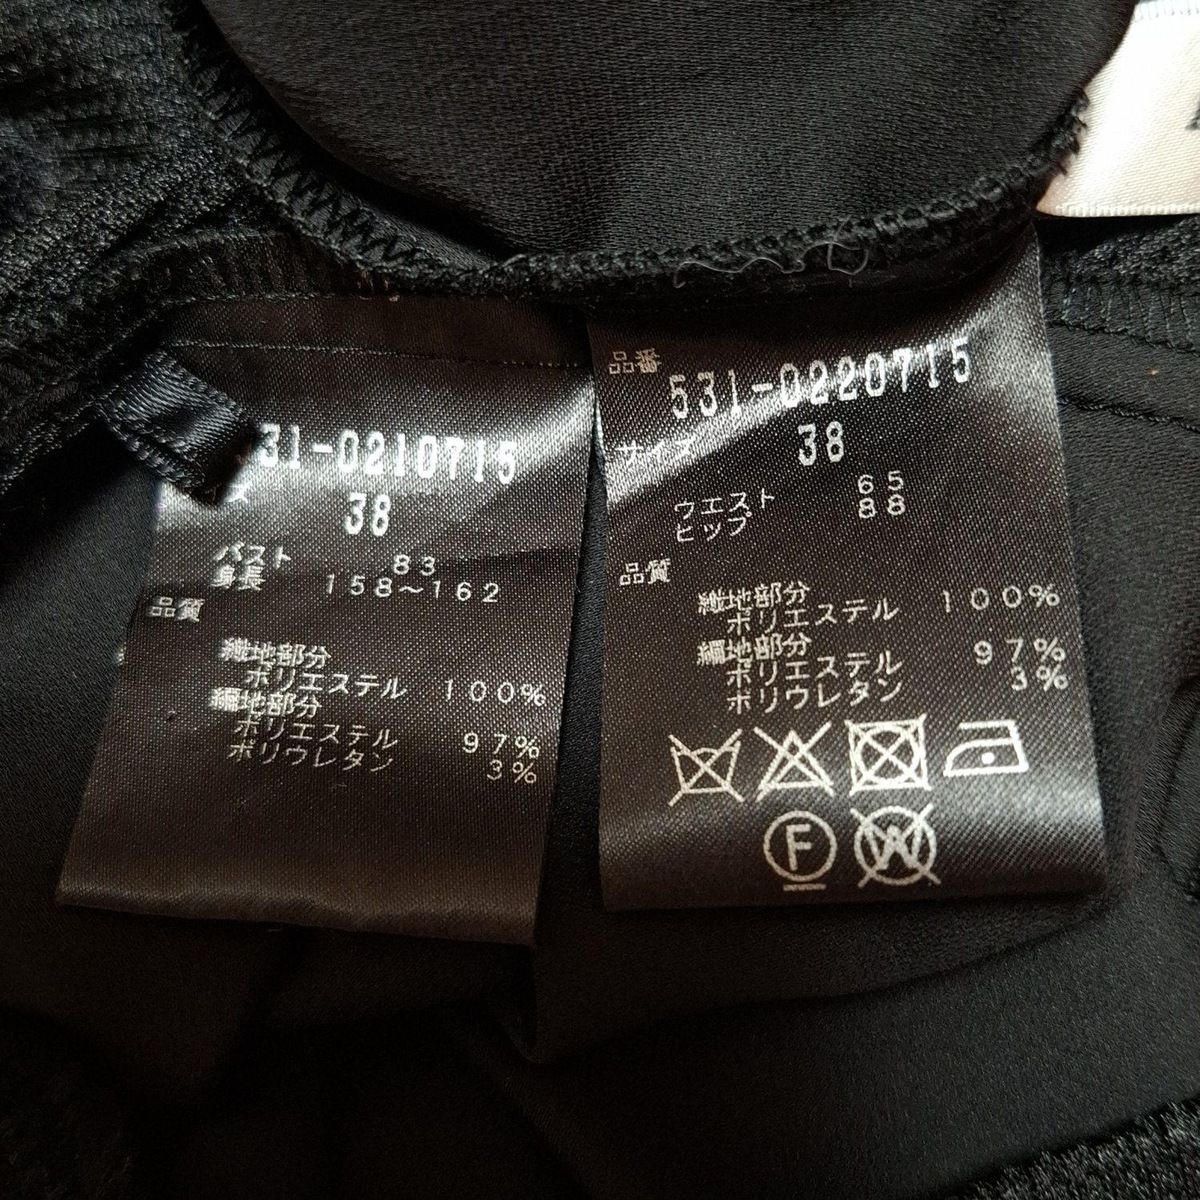 31-0210715
ズ 38
バスト 83
身長 158～162
品質
織地部分
ポリエステル 100%
編地部分
ポリエステル 97%
ポリウレタン 3%
品番
531-0220715
サイズ 38
ウエスト 65
ヒップ 88
品質
織地部分
ポリエステル 100%
編地部分
ポリエステル 97%
ポリウレタン 3%
F W